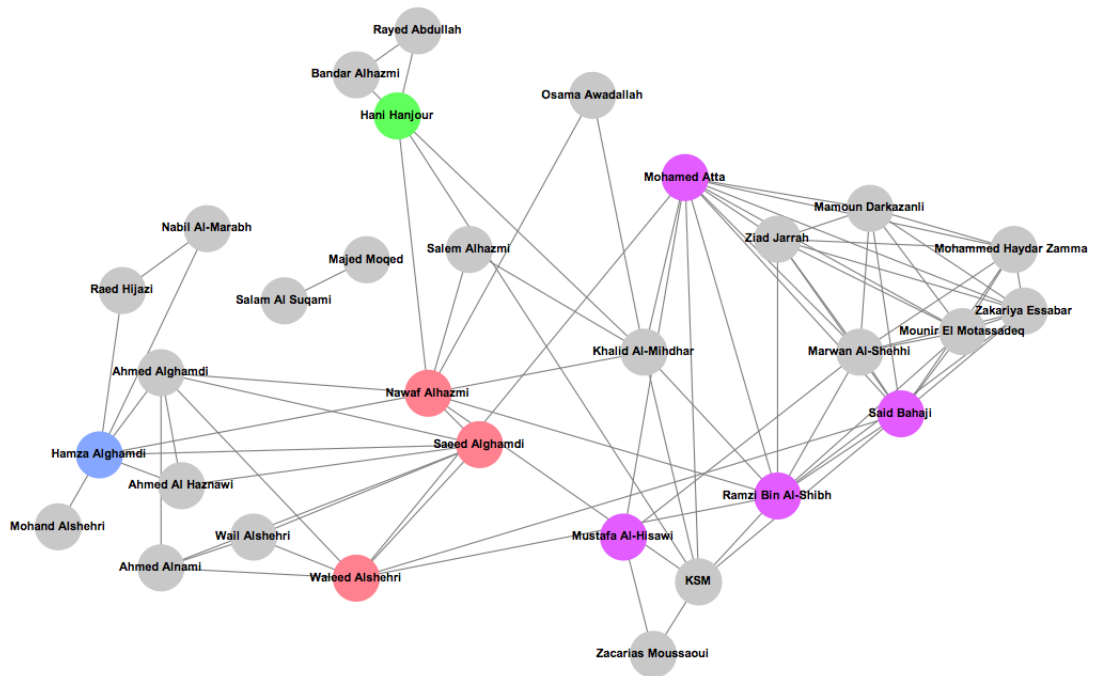 Rayed Abdullah
Bandar Alhazmi
Osama Awadallah
Hani Hanjour
Mohamed Atta
Mamoun Darkazanli
Nabil Al-Marabh
Ziad Jarrah
Salem Alhazmi
Mohammed Haydar Zamma
Majed Moqed
Raed Hijazi
Salam Al Suqami
Zakariya Essabar
Mounir El Motassadeq
Khalid Al-Mihdhar
Marwan Al-Shehhi
Ahmed Alghamdi
Nawaf Alhazmi
Said Bahaji
Saeed Alghamdi
Hamza Alghamdi
Ahmed Al Haznawi
Ramzi Bin Al-Shibh
Mohand Alshehri
Wail Alshehri
Mustafa Al-Hisawi
Ahmed Alnami
Waleed Alshehri
KSM
Zacarias Moussaoui